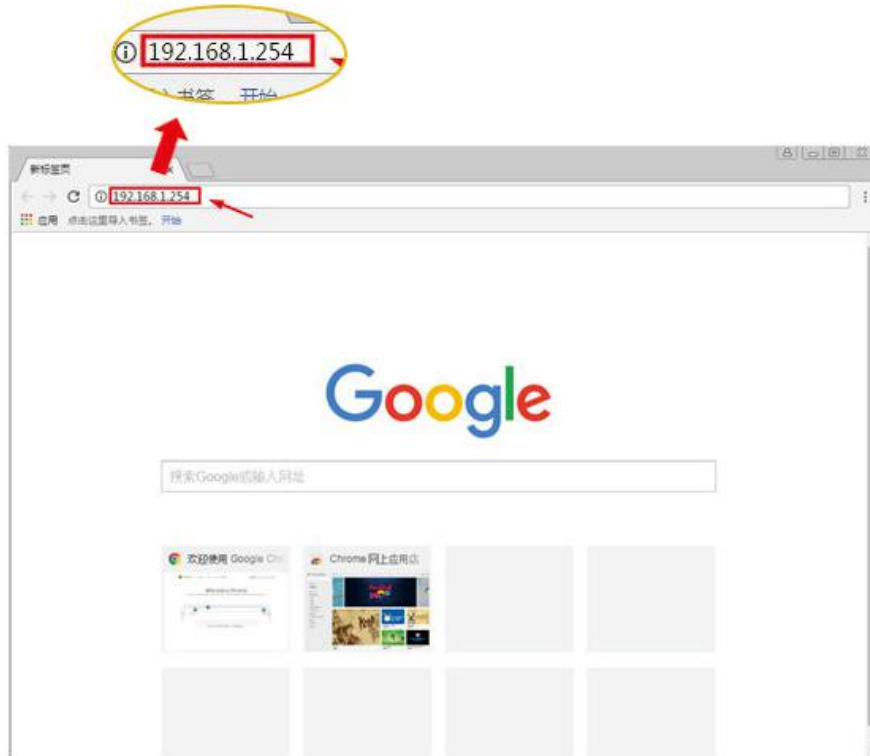 192.168.1.254
开始
新标签页
192.168.1.254
应用 点击这里导入书签。 开始
Google
搜索Google或输入网址
欢迎使用 Google Chr
Chrome 网上应用店